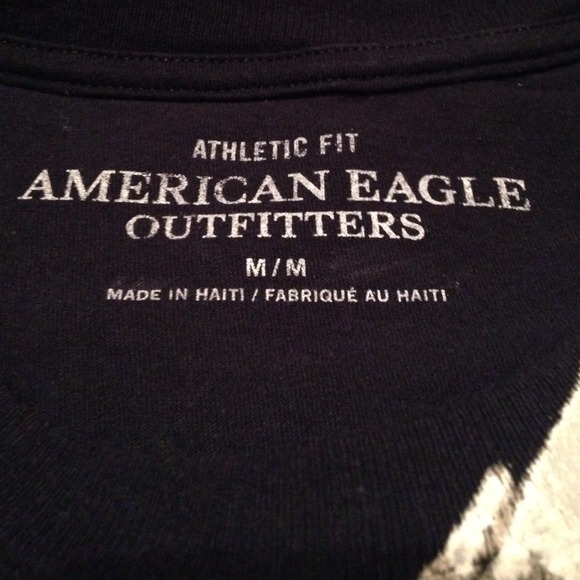 ATHLETIC FIT
AMERICAN EAGLE
OUTFITTERS
M/M
MADE IN HAITI / FABRIQUÉ AU HAITI